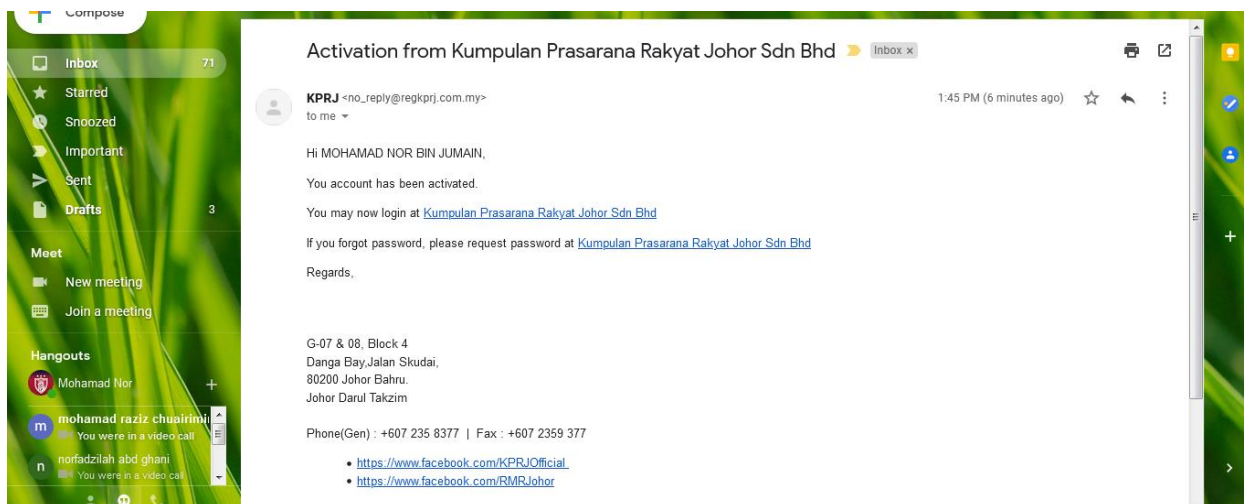 Compose
Inbox 71
Starred
Snoozed
Important
Sent
Drafts 3
Meet
New meeting
Join a meeting
Hangouts
Mohamad Nor
m
mohamad raziz chuairimi
You were in a video call
n
norfadzilah abd ghani
You were in a video call
Activation from Kumpulan Prasarana Rakyat Johor Sdn Bhd Inbox x
KPRJ <no_reply@regkprj.com.my> 1:45 PM (6 minutes ago)
to me
Hi MOHAMAD NOR BIN JUMAIN,
You account has been activated.
You may now login at Kumpulan Prasarana Rakyat Johor Sdn Bhd
If you forgot password, please request password at Kumpulan Prasarana Rakyat Johor Sdn Bhd
Regards,
G-07 & 08, Block 4
Danga Bay,Jalan Skudai,
80200 Johor Bahru.
Johor Darul Takzim
Phone(Gen) : +607 235 8377 | Fax : +607 2359 377
https://www.facebook.com/KPRJOfficial
https://www.facebook.com/RMRJohor